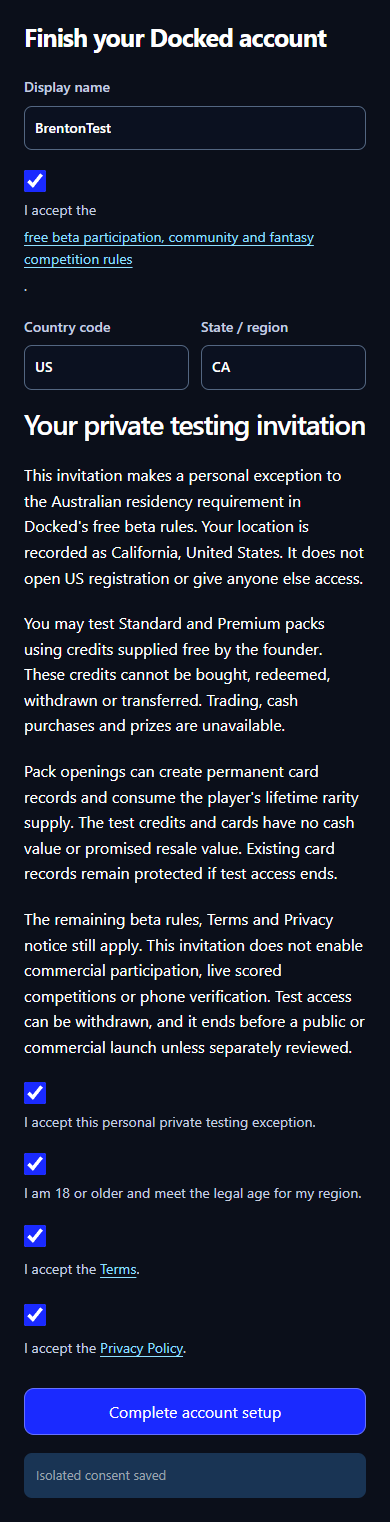 Finish your Docked account
Display name
BrentonTest
I accept the
free beta participation, community and fantasy
competition rules
.
Country code
State / region
US
CA
Your private testing invitation
This invitation makes a personal exception to
the Australian residency requirement in
Docked's free beta rules. Your location is
recorded as California, United States. It does not
open US registration or give anyone else access.
You may test Standard and Premium packs
using credits supplied free by the founder.
These credits cannot be bought, redeemed,
withdrawn or transferred. Trading, cash
purchases and prizes are unavailable.
Pack openings can create permanent card
records and consume the player's lifetime rarity
supply. The test credits and cards have no cash
value or promised resale value. Existing card
records remain protected if test access ends.
The remaining beta rules, Terms and Privacy
notice still apply. This invitation does not enable
commercial participation, live scored
competitions or phone verification. Test access
can be withdrawn, and it ends before a public or
commercial launch unless separately reviewed.
I accept this personal private testing exception.
I am 18 or older and meet the legal age for my region.
I accept the Terms.
I accept the Privacy Policy.
Complete account setup
Isolated consent saved